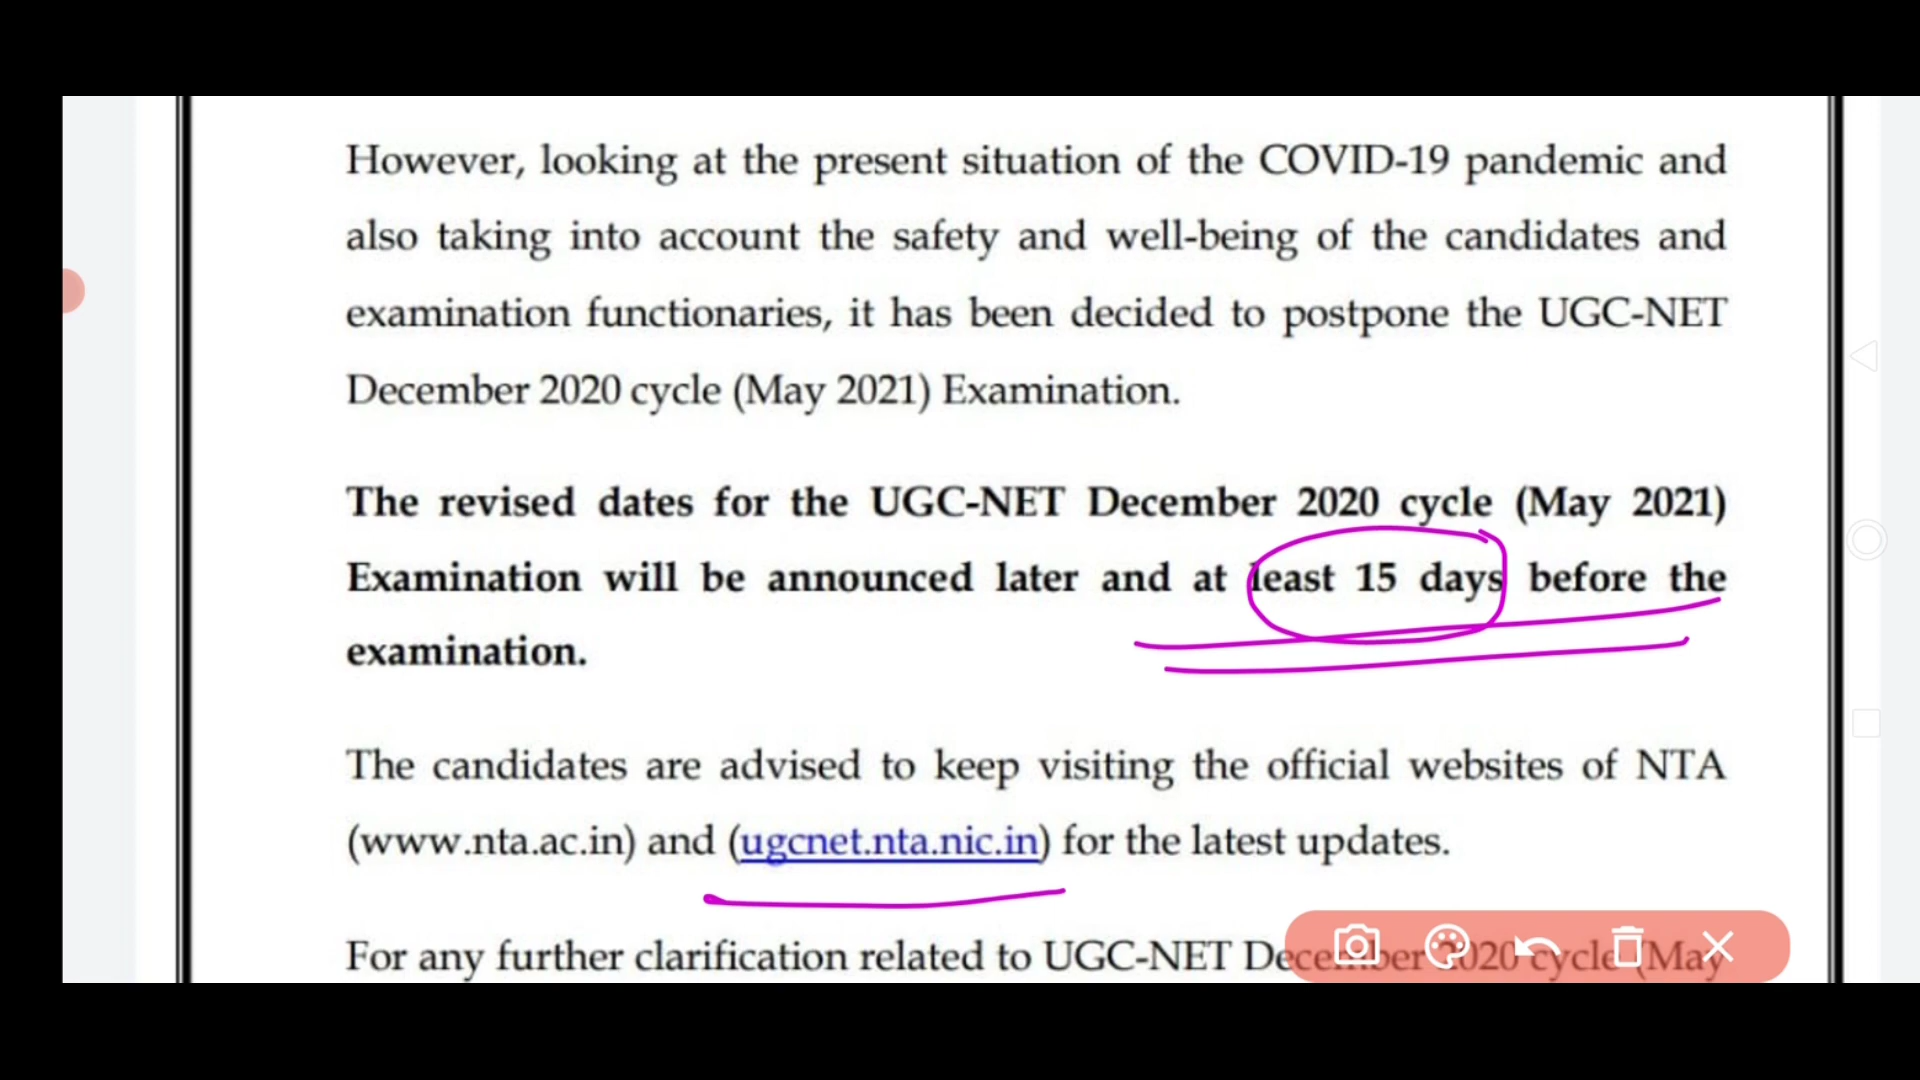 However, looking at the present situation of the COVID-19 pandemic and
also taking into account the safety and well-being of the candidates and
examination functionaries, it has been decided to postpone the UGC-NET
December 2020 cycle (May 2021) Examination.
The revised dates for the UGC-NET December 2020 cycle (May 2021)
Examination will be announced later and at least 15 days before the
examination.
The candidates are advised to keep visiting the official websites of NTA
(www.nta.ac.in) and (ugcnet.nta.nic.in) for the latest updates.
For any further clarification related to UGC-NET December 2020 cycle (May